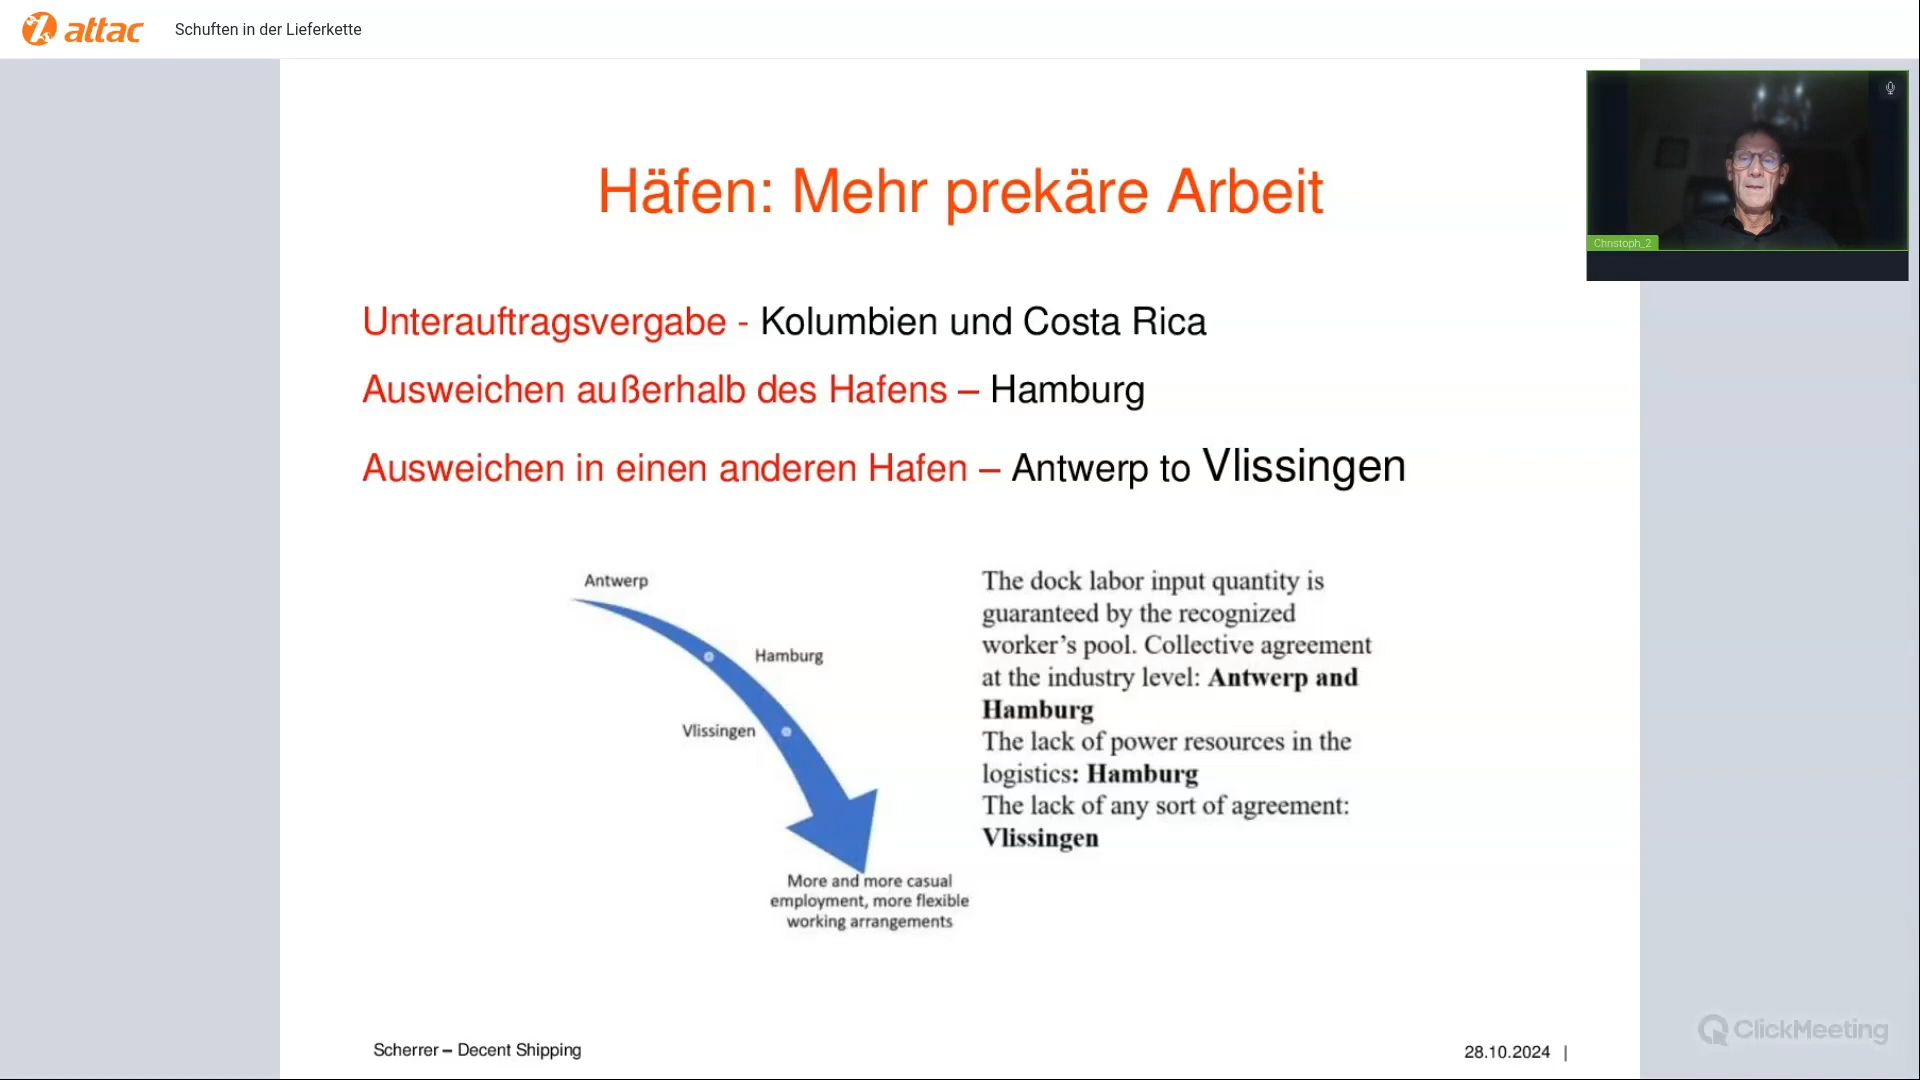 attac
Schuften in der Lieferkette
Christoph_2
Häfen: Mehr prekäre Arbeit
Unterauftragsvergabe - Kolumbien und Costa Rica
Ausweichen außerhalb des Hafens – Hamburg
Ausweichen in einen anderen Hafen – Antwerp to Vlissingen
Antwerp
Hamburg
Vlissingen
More and more casual
employment, more flexible
working arrangements
The dock labor input quantity is
guaranteed by the recognized
worker’s pool. Collective agreement
at the industry level: Antwerp and
Hamburg
The lack of power resources in the
logistics: Hamburg
The lack of any sort of agreement:
Vlissingen
Scherrer – Decent Shipping
28.10.2024 |
ClickMeeting